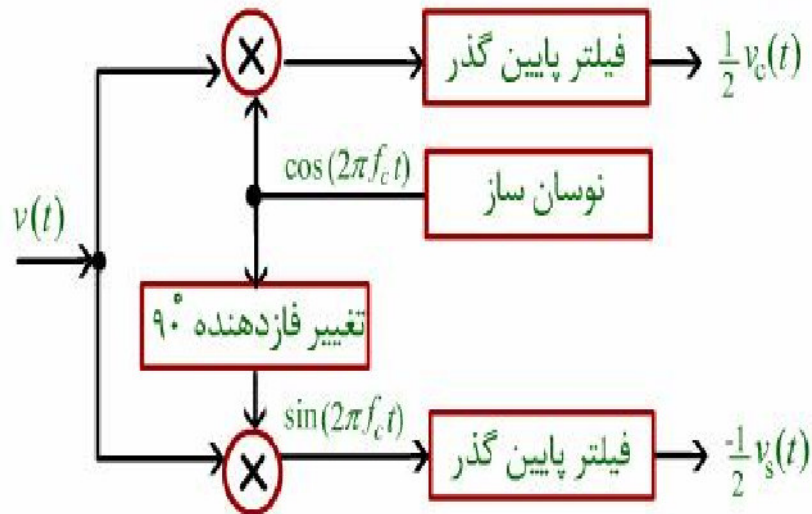 فیلتر پایین گذر
½ v_c(t)
cos(2πf_c t)
نوسان ساز
v(t)
تغییر فازدهنده ۹۰°
sin(2πf_c t)
فیلتر پایین گذر
-½ v_s(t)